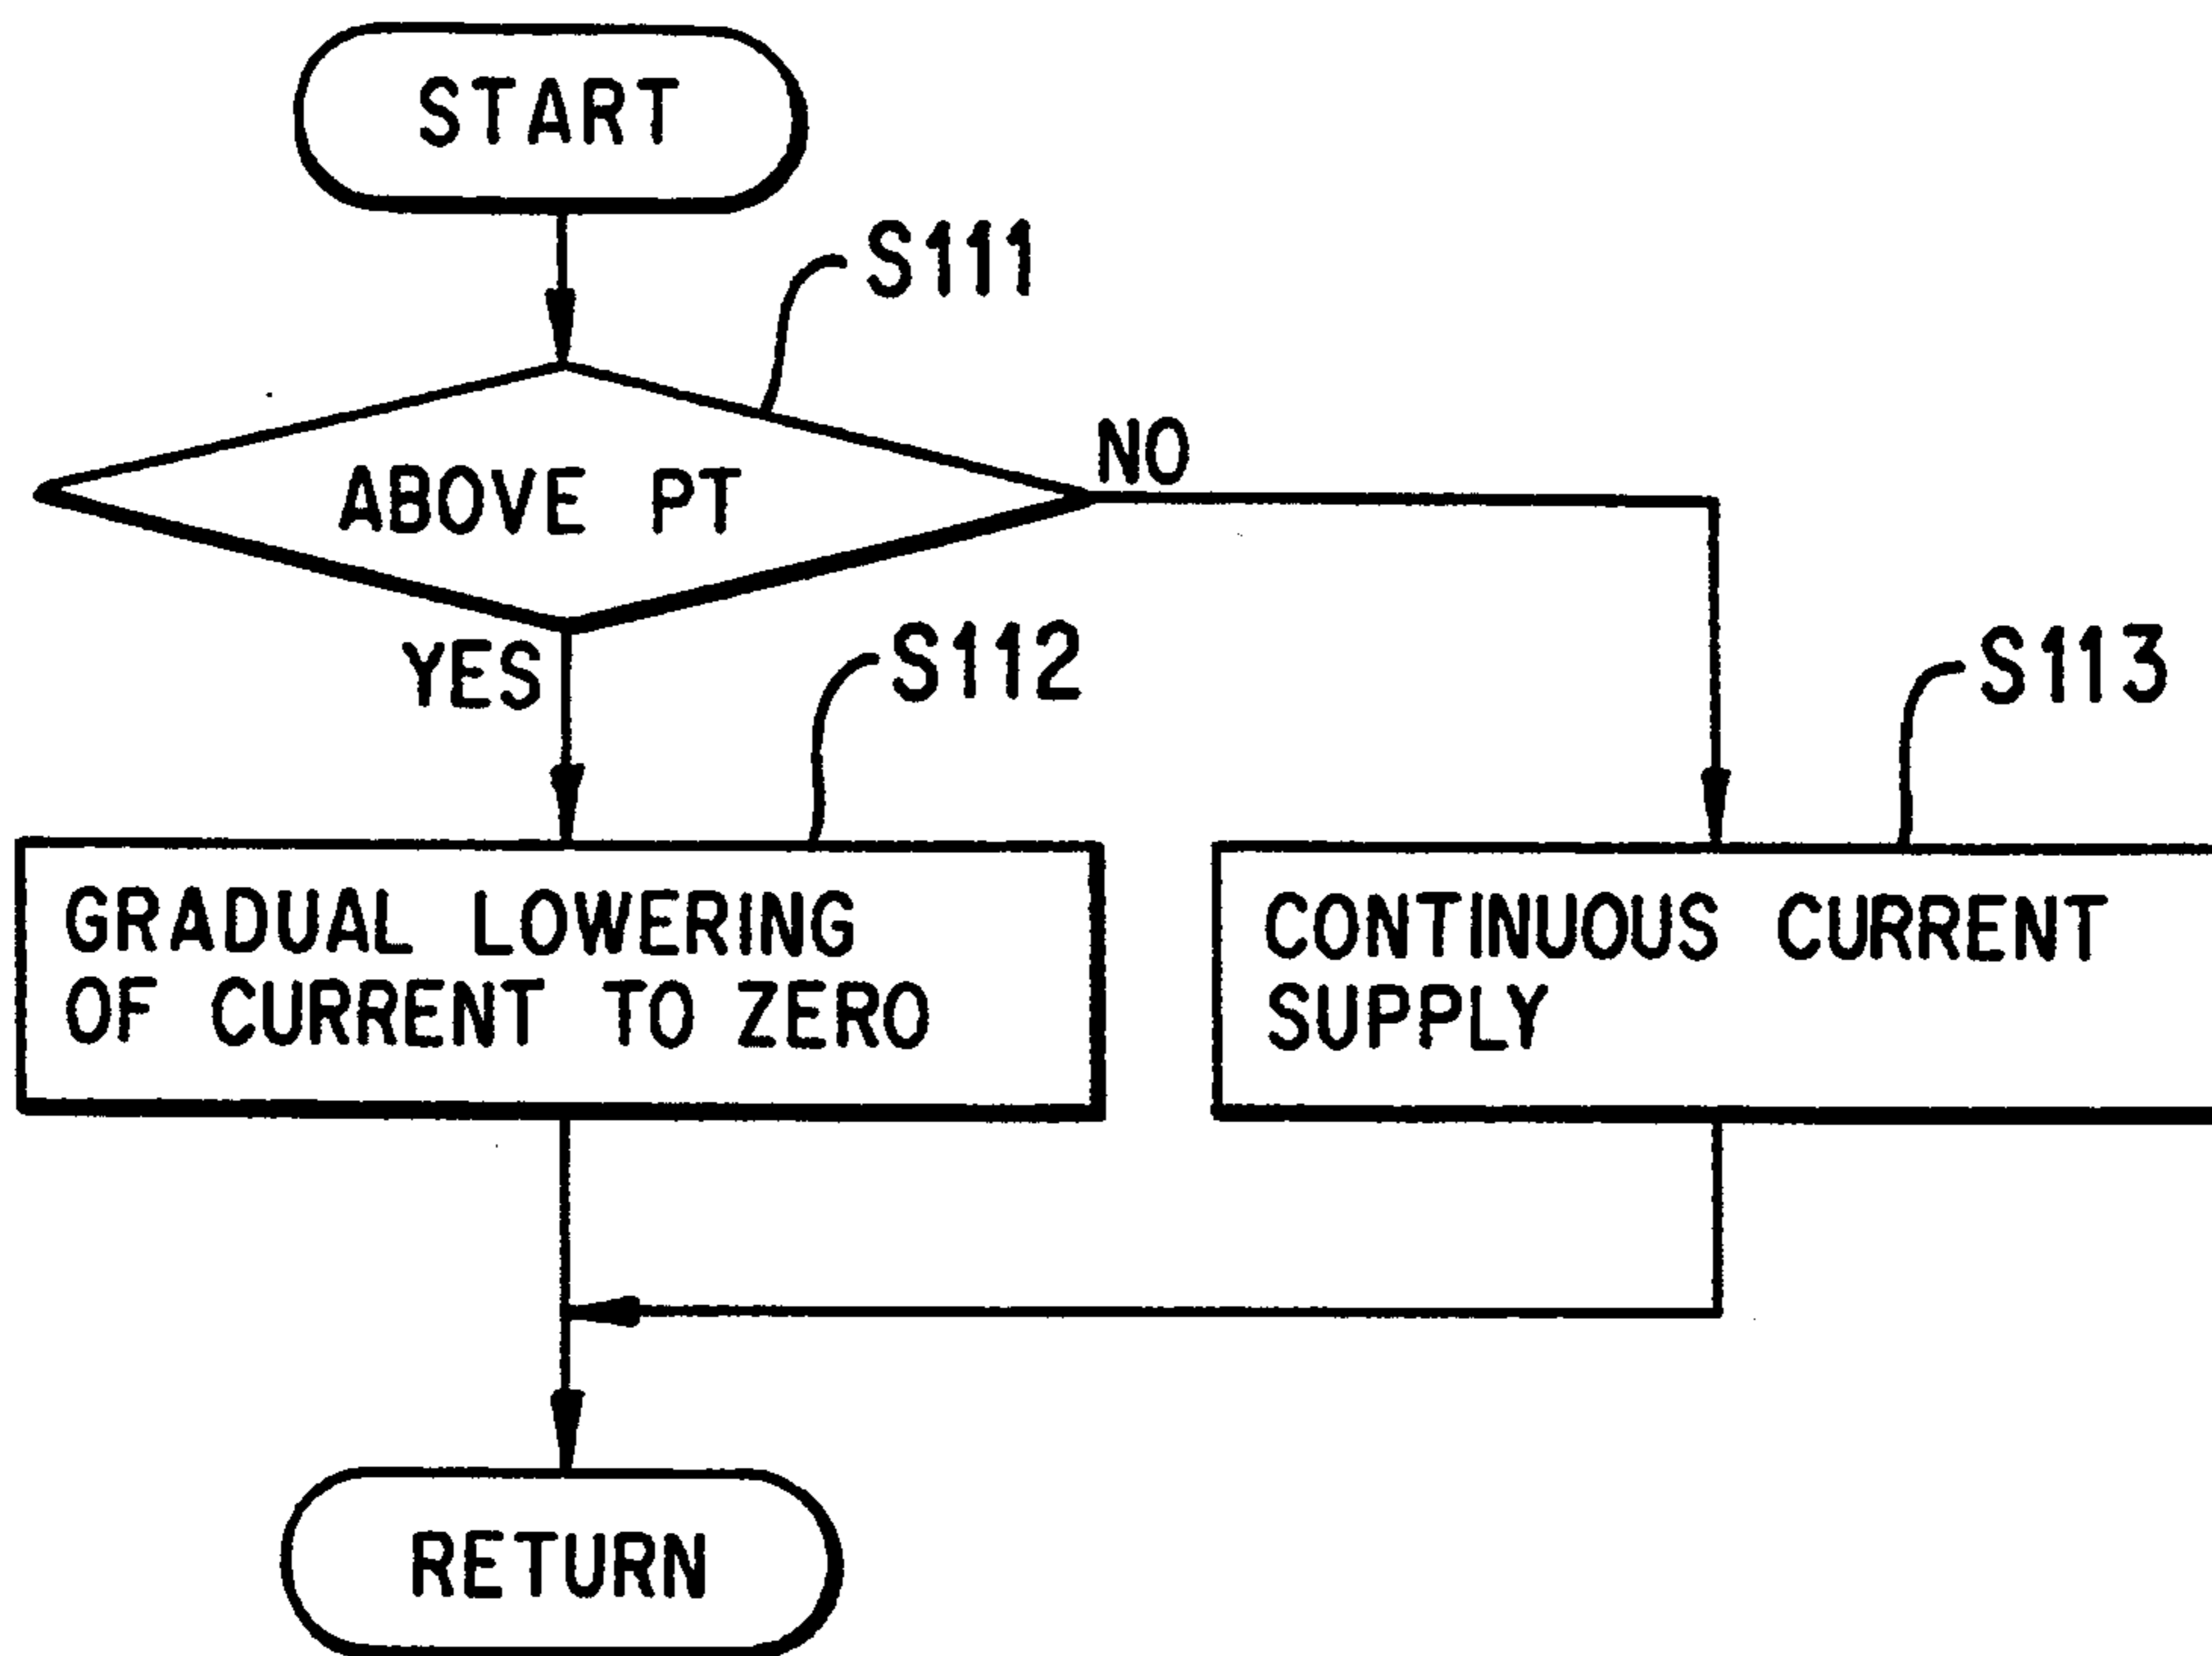 START
S111
ABOVE PT
NO
YES
S112
S113
GRADUAL LOWERING
OF CURRENT TO ZERO
CONTINUOUS CURRENT
SUPPLY
RETURN